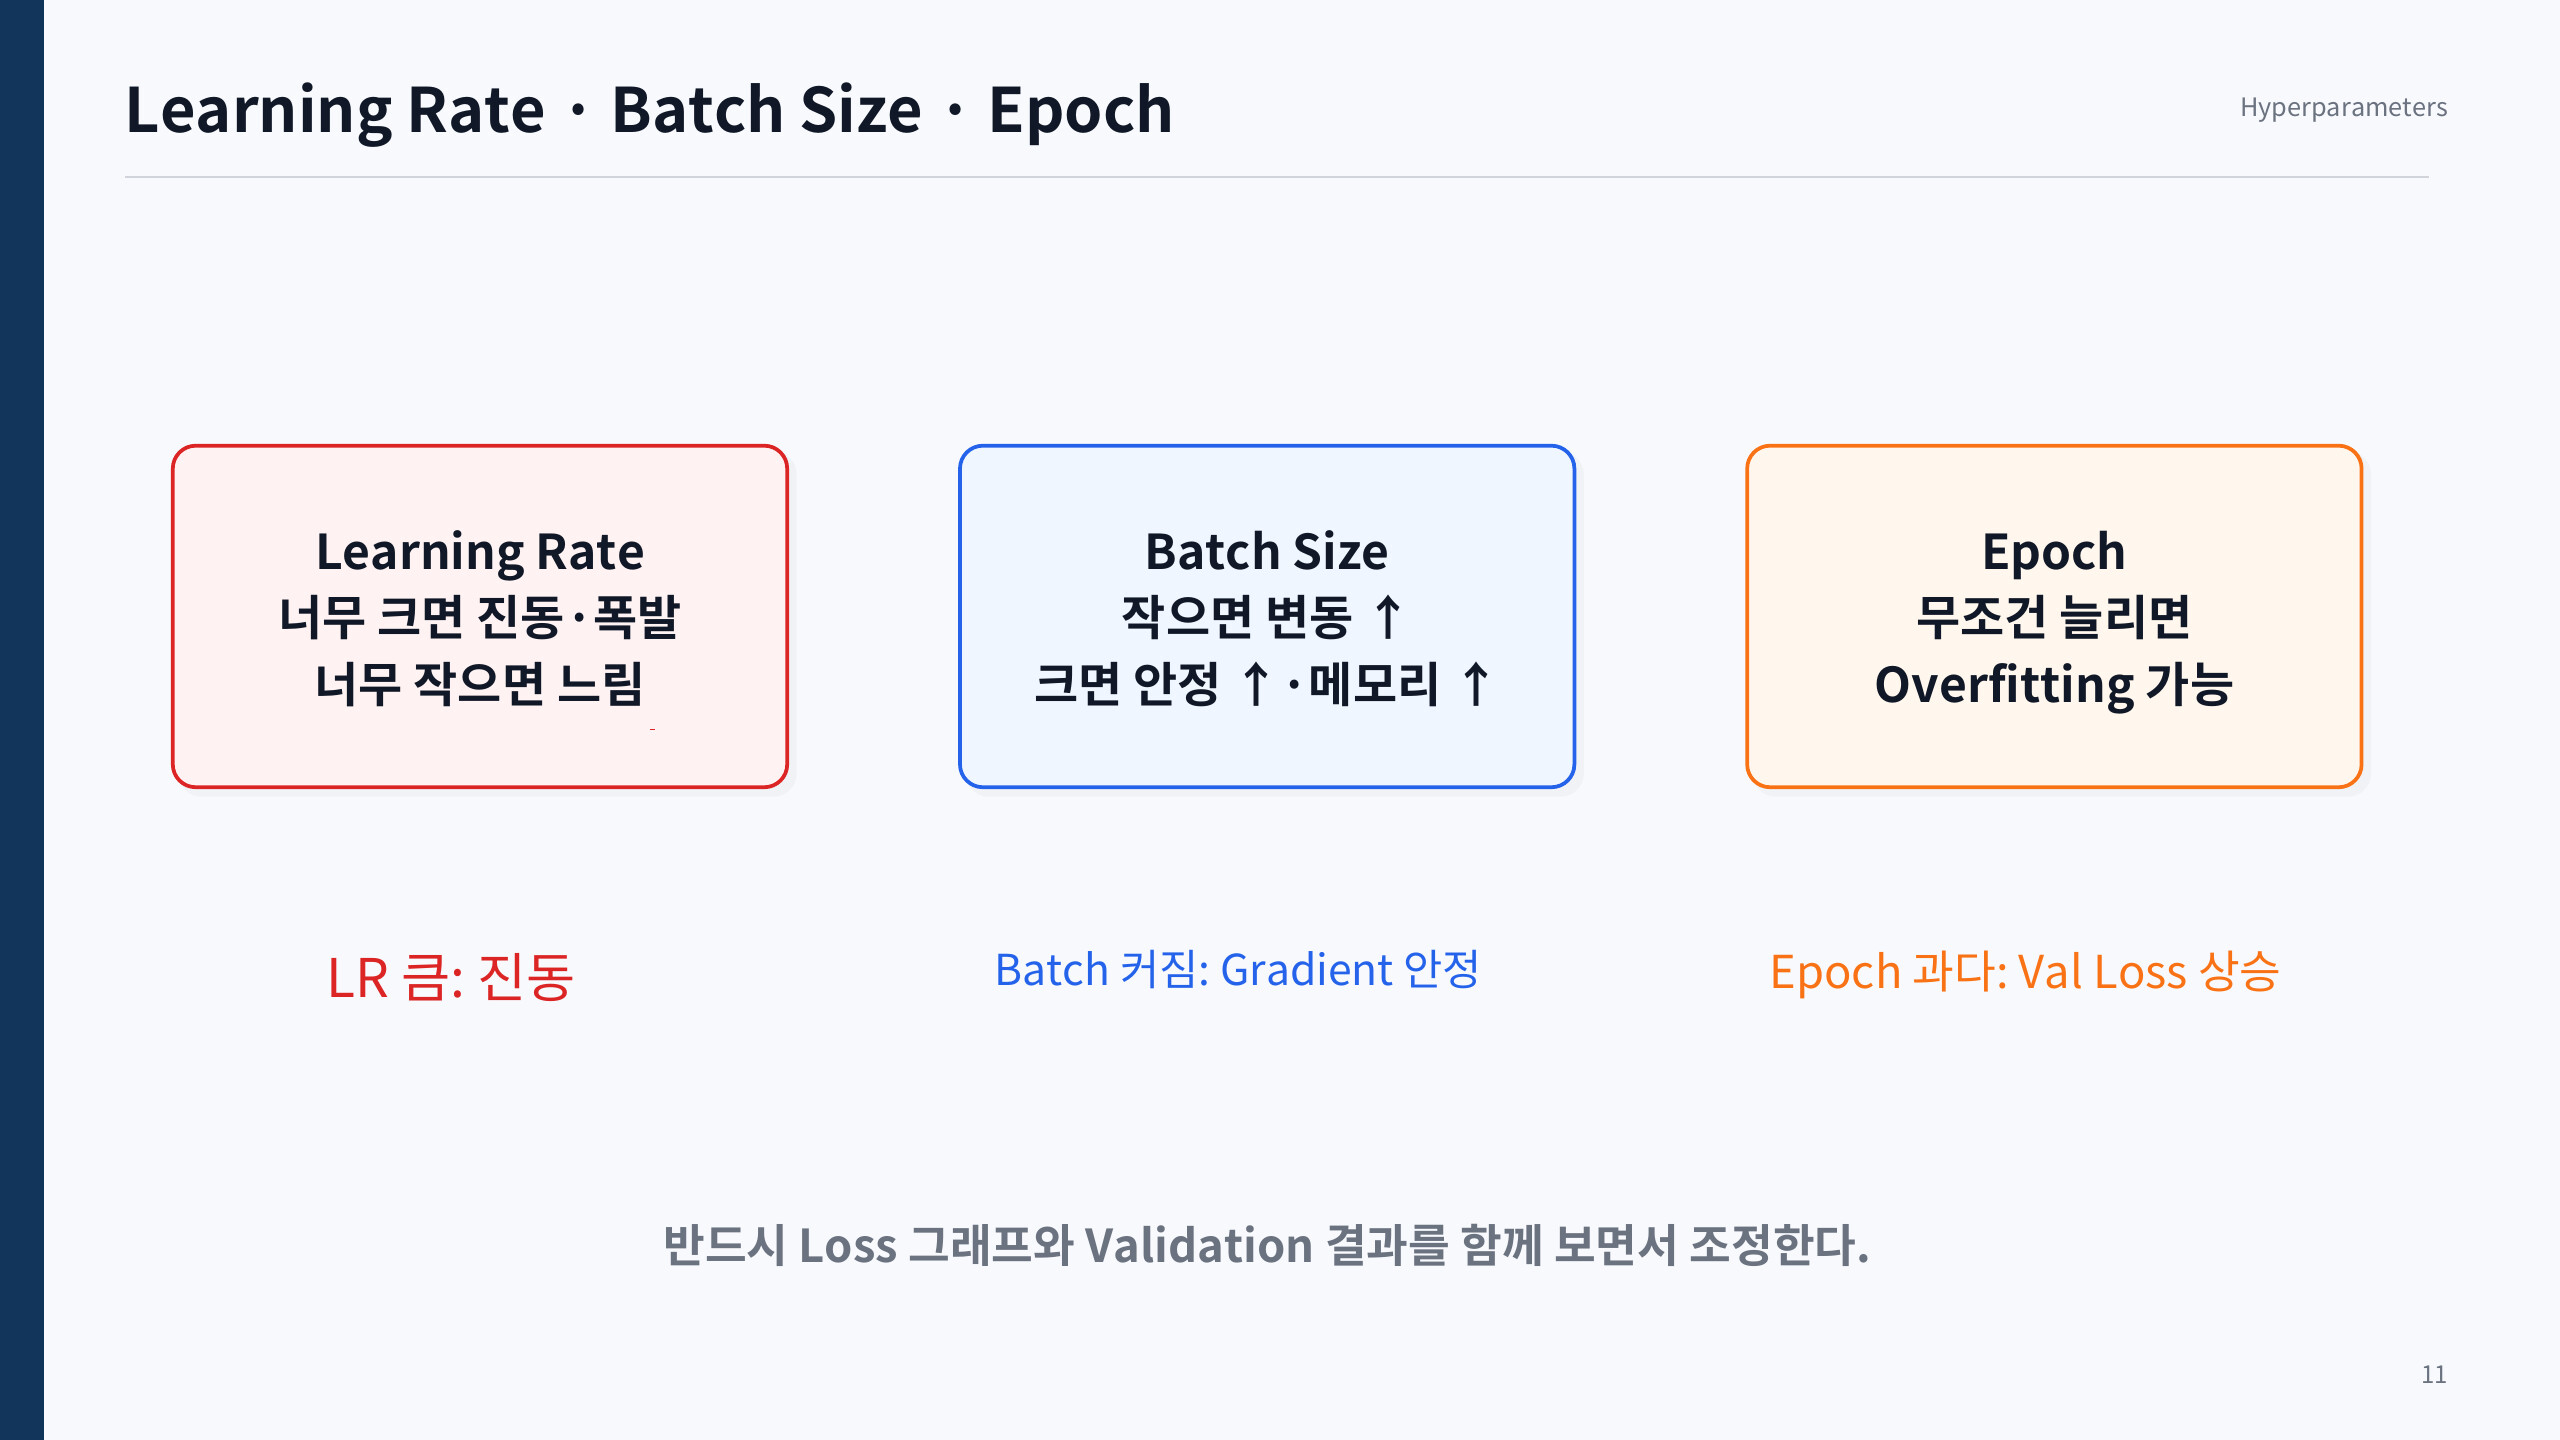 Learning Rate · Batch Size · Epoch
Hyperparameters
Learning Rate
너무 크면 진동·폭발
너무 작으면 느림
Batch Size
작으면 변동 ↑
크면 안정 ↑·메모리 ↑
Epoch
무조건 늘리면
Overfitting 가능
LR 큼: 진동
Batch 커짐: Gradient 안정
Epoch 과다: Val Loss 상승
반드시 Loss 그래프와 Validation 결과를 함께 보면서 조정한다.
11